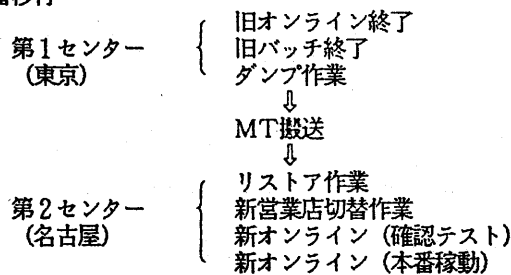 旧オンライン終了
第1センター 旧バッチ終了
(東京) ダンプ作業
⇩
MT搬送
⇩
リストア作業
第2センター 新営業店切替作業
(名古屋) 新オンライン (確認テスト)
新オンライン (本番稼動)